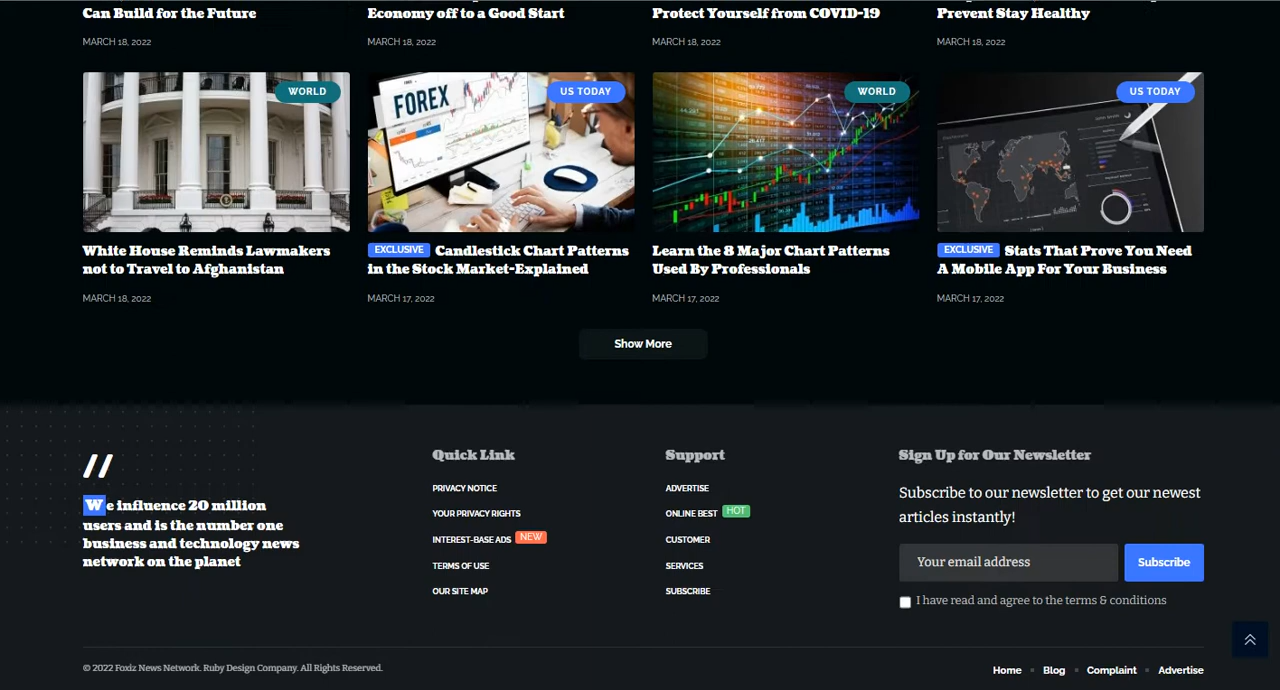 Can Build for the Future
Economy off to a Good Start
Protect Yourself from COVID-19
Prevent Stay Healthy
MARCH 18, 2022
MARCH 18, 2022
MARCH 18, 2022
MARCH 18, 2022
WORLD
FOREX
US TODAY
WORLD
US TODAY
White House Reminds Lawmakers
not to Travel to Afghanistan
MARCH 18, 2022
EXCLUSIVE Candlestick Chart Patterns
in the Stock Market-Explained
MARCH 17, 2022
Learn the 8 Major Chart Patterns
Used By Professionals
MARCH 17, 2022
EXCLUSIVE Stats That Prove You Need
A Mobile App For Your Business
MARCH 17, 2022
Show More
//
We influence 20 million
users and is the number one
business and technology news
network on the planet
Quick Link
PRIVACY NOTICE
YOUR PRIVACY RIGHTS
INTEREST-BASE ADS NEW
TERMS OF USE
OUR SITE MAP
Support
ADVERTISE
ONLINE BEST HOT
CUSTOMER
SERVICES
SUBSCRIBE
Sign Up for Our Newsletter
Subscribe to our newsletter to get our newest
articles instantly!
Your email address
Subscribe
I have read and agree to the terms & conditions
© 2022 Foxiz News Network. Ruby Design Company. All Rights Reserved.
Home
Blog
Complaint
Advertise